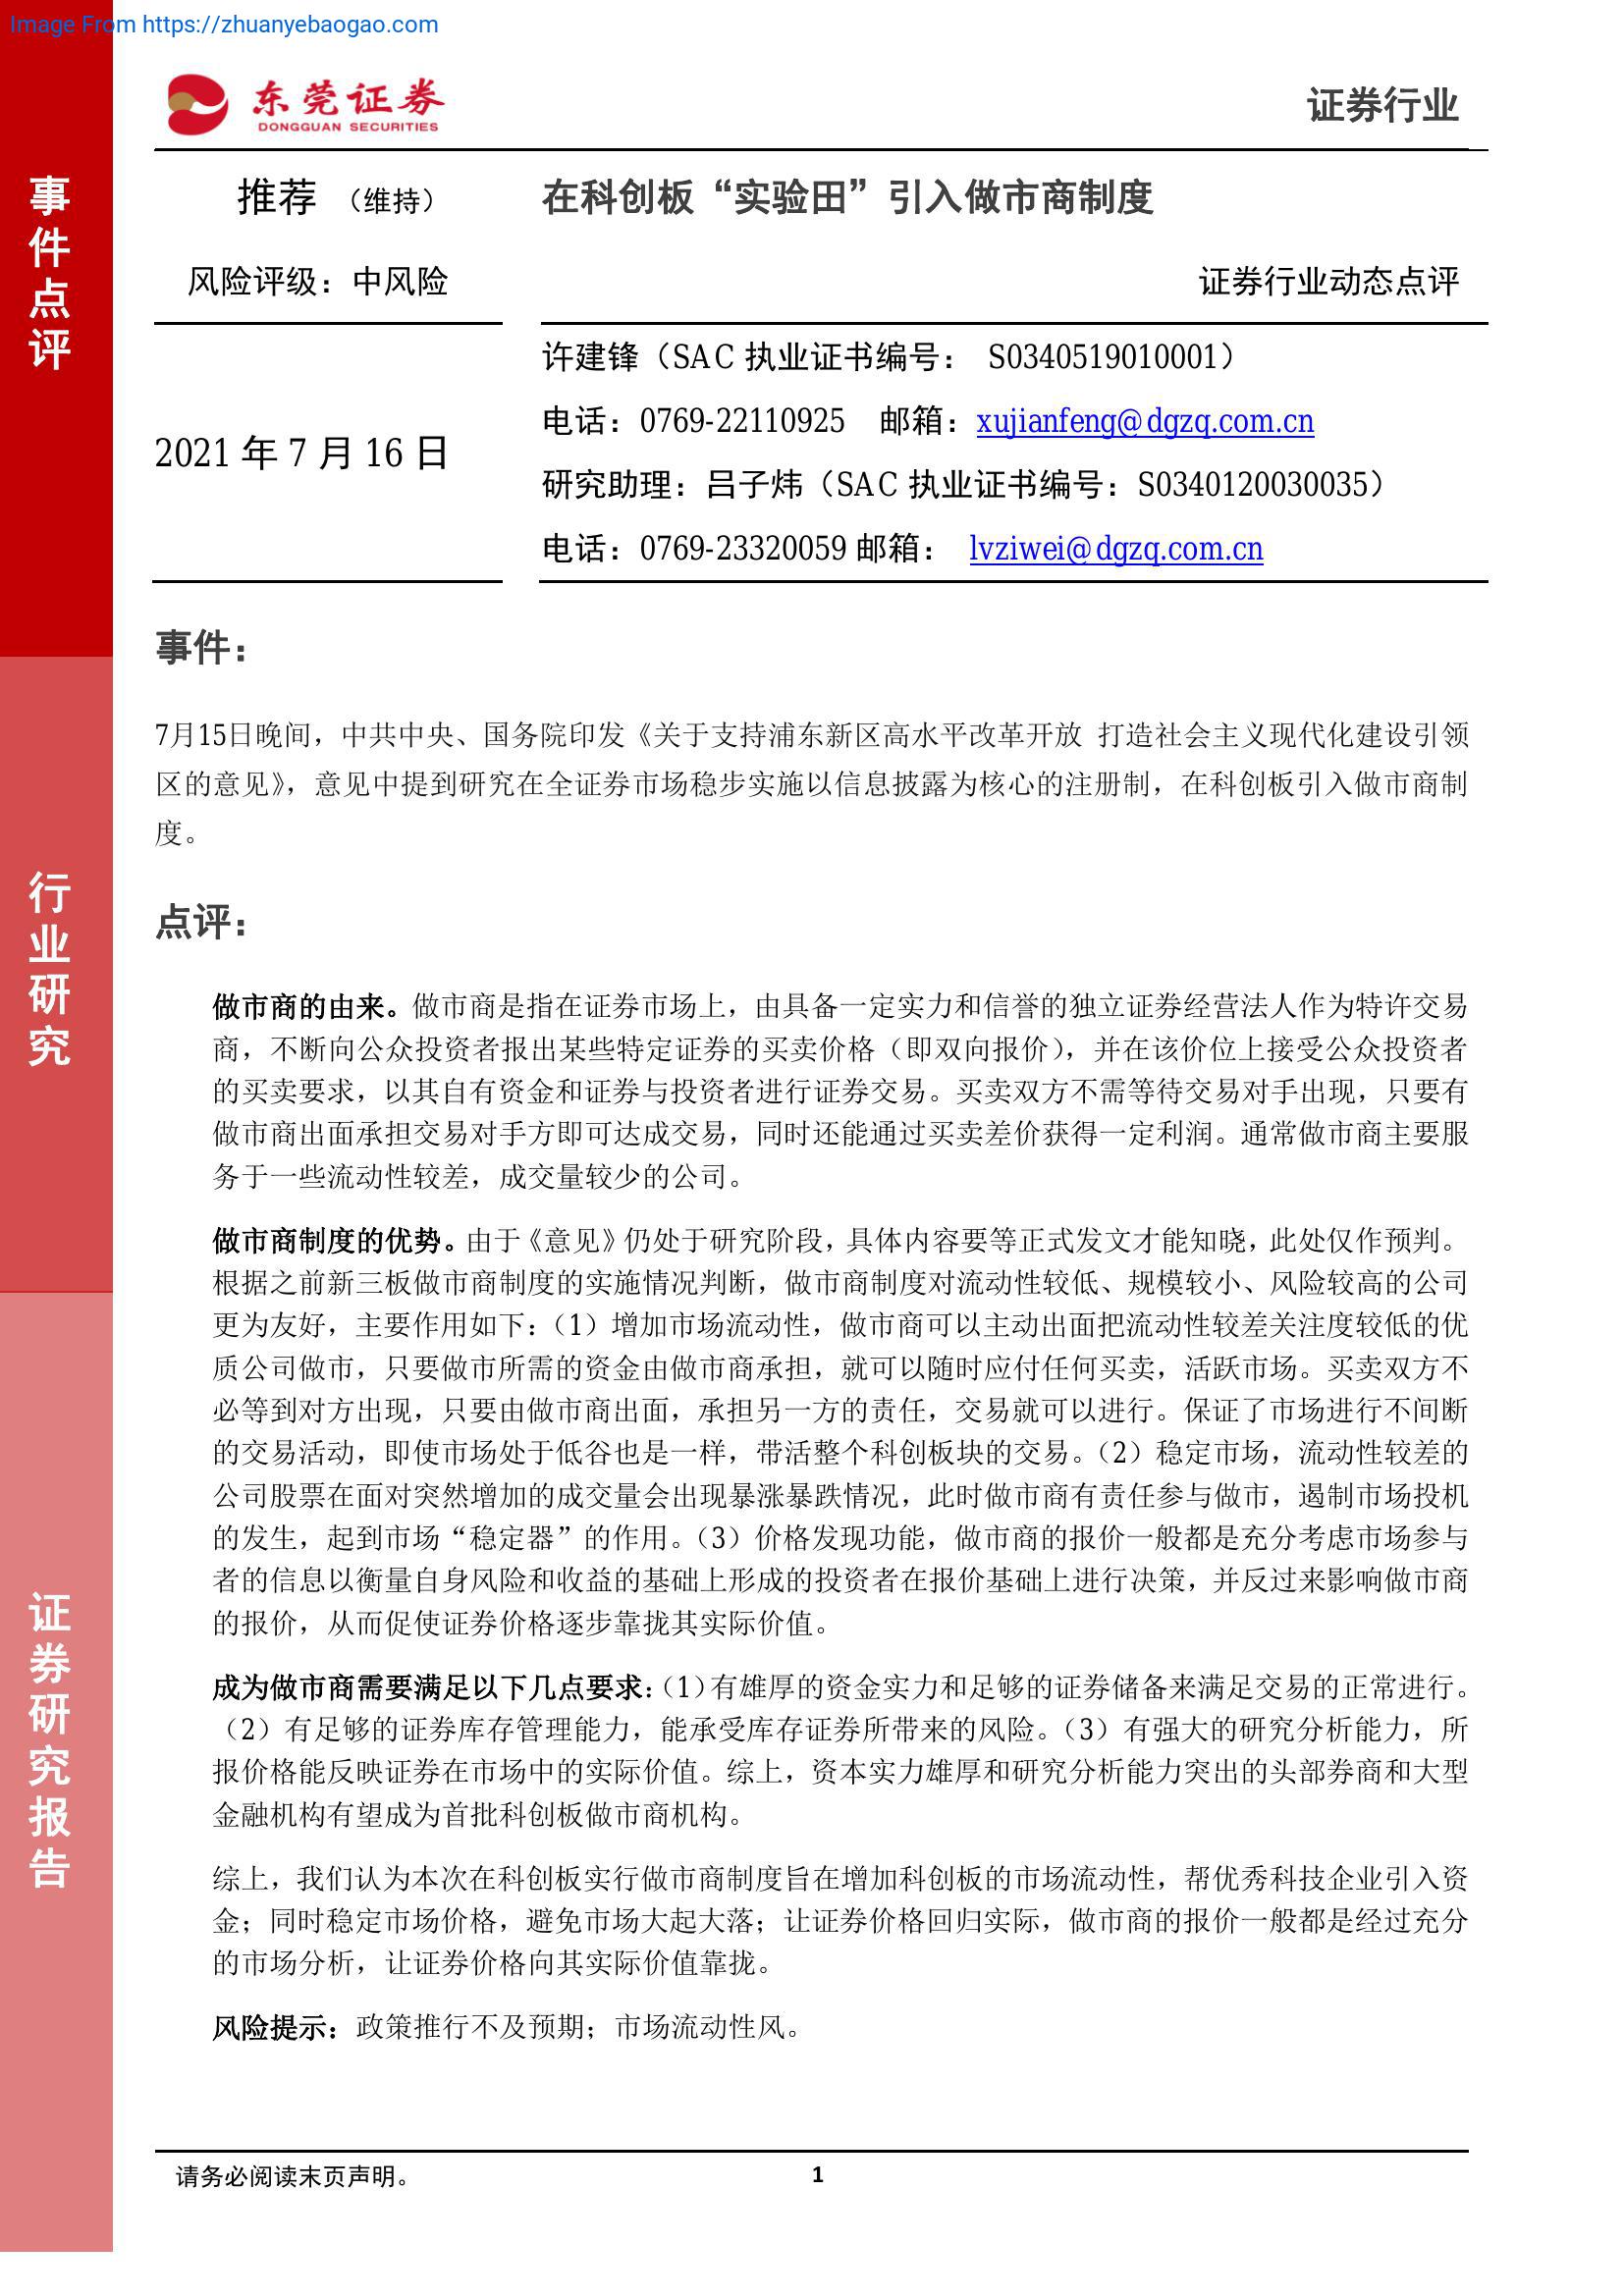 Image From https://zhuanyebaogao.com
东莞证券
DONGGUAN SECURITIES
证券行业
事件点评
行业研究
证券研究报告
推荐 （维持）
风险评级：中风险
2021 年 7 月 16 日
在科创板“实验田”引入做市商制度
证券行业动态点评
许建锋（SAC 执业证书编号： S0340519010001）
电话：0769-22110925 邮箱：xujianfeng@dgzq.com.cn
研究助理：吕子炜（SAC 执业证书编号：S0340120030035）
电话：0769-23320059 邮箱： lvziwei@dgzq.com.cn
事件：
7月15日晚间，中共中央、国务院印发《关于支持浦东新区高水平改革开放 打造社会主义现代化建设引领
区的意见》，意见中提到研究在全证券市场稳步实施以信息披露为核心的注册制，在科创板引入做市商制
度。
点评：
做市商的由来。做市商是指在证券市场上，由具备一定实力和信誉的独立证券经营法人作为特许交易
商，不断向公众投资者报出某些特定证券的买卖价格（即双向报价），并在该价位上接受公众投资者
的买卖要求，以其自有资金和证券与投资者进行证券交易。买卖双方不需等待交易对手出现，只要有
做市商出面承担交易对手方即可达成交易，同时还能通过买卖差价获得一定利润。通常做市商主要服
务于一些流动性较差，成交量较少的公司。
做市商制度的优势。由于《意见》仍处于研究阶段，具体内容要等正式发文才能知晓，此处仅作预判。
根据之前新三板做市商制度的实施情况判断，做市商制度对流动性较低、规模较小、风险较高的公司
更为友好，主要作用如下：（1）增加市场流动性，做市商可以主动出面把流动性较差关注度较低的优
质公司做市，只要做市所需的资金由做市商承担，就可以随时应付任何买卖，活跃市场。买卖双方不
必等到对方出现，只要由做市商出面，承担另一方的责任，交易就可以进行。保证了市场进行不间断
的交易活动，即使市场处于低谷也是一样，带活整个科创板块的交易。（2）稳定市场，流动性较差的
公司股票在面对突然增加的成交量会出现暴涨暴跌情况，此时做市商有责任参与做市，遏制市场投机
的发生，起到市场“稳定器”的作用。（3）价格发现功能，做市商的报价一般都是充分考虑市场参与
者的信息以衡量自身风险和收益的基础上形成的投资者在报价基础上进行决策，并反过来影响做市商
的报价，从而促使证券价格逐步靠拢其实际价值。
成为做市商需要满足以下几点要求：（1）有雄厚的资金实力和足够的证券储备来满足交易的正常进行。
（2）有足够的证券库存管理能力，能承受库存证券所带来的风险。（3）有强大的研究分析能力，所
报价格能反映证券在市场中的实际价值。综上，资本实力雄厚和研究分析能力突出的头部券商和大型
金融机构有望成为首批科创板做市商机构。
综上，我们认为本次在科创板实行做市商制度旨在增加科创板的市场流动性，帮优秀科技企业引入资
金；同时稳定市场价格，避免市场大起大落；让证券价格回归实际，做市商的报价一般都是经过充分
的市场分析，让证券价格向其实际价值靠拢。
风险提示：政策推行不及预期；市场流动性风。
请务必阅读末页声明。
1